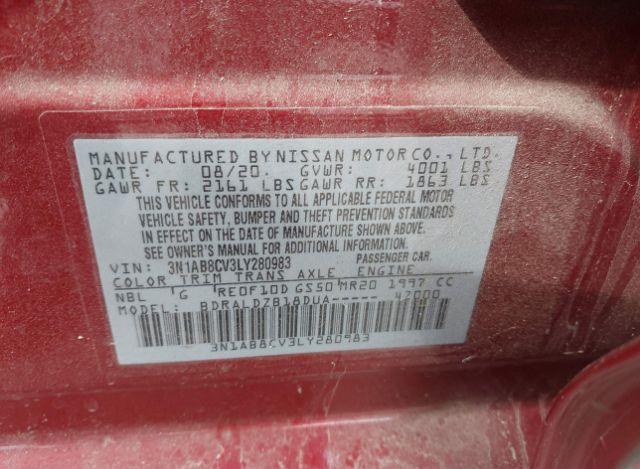 MANUFACTURED BY NISSAN MOTOR CO., LTD.
DATE: 08/20. GVWR: 4001 LBS
GAWR FR: 2161 LBS GAWR RR: 1863 LBS
THIS VEHICLE CONFORMS TO ALL APPLICABLE FEDERAL MOTOR
VEHICLE SAFETY, BUMPER AND THEFT PREVENTION STANDARDS
IN EFFECT ON THE DATE OF MANUFACTURE SHOWN ABOVE.
SEE OWNER'S MANUAL FOR ADDITIONAL INFORMATION.
VIN: 3N1AB8CV3LY280983 PASSENGER CAR.
COLOR TRIM TRANS AXLE ENGINE
NBL G RE0F10D GS50 MR20 1997 CC
MODEL: BDRALDZB18DUA----- 47000
3N1AB8CV3LY280983